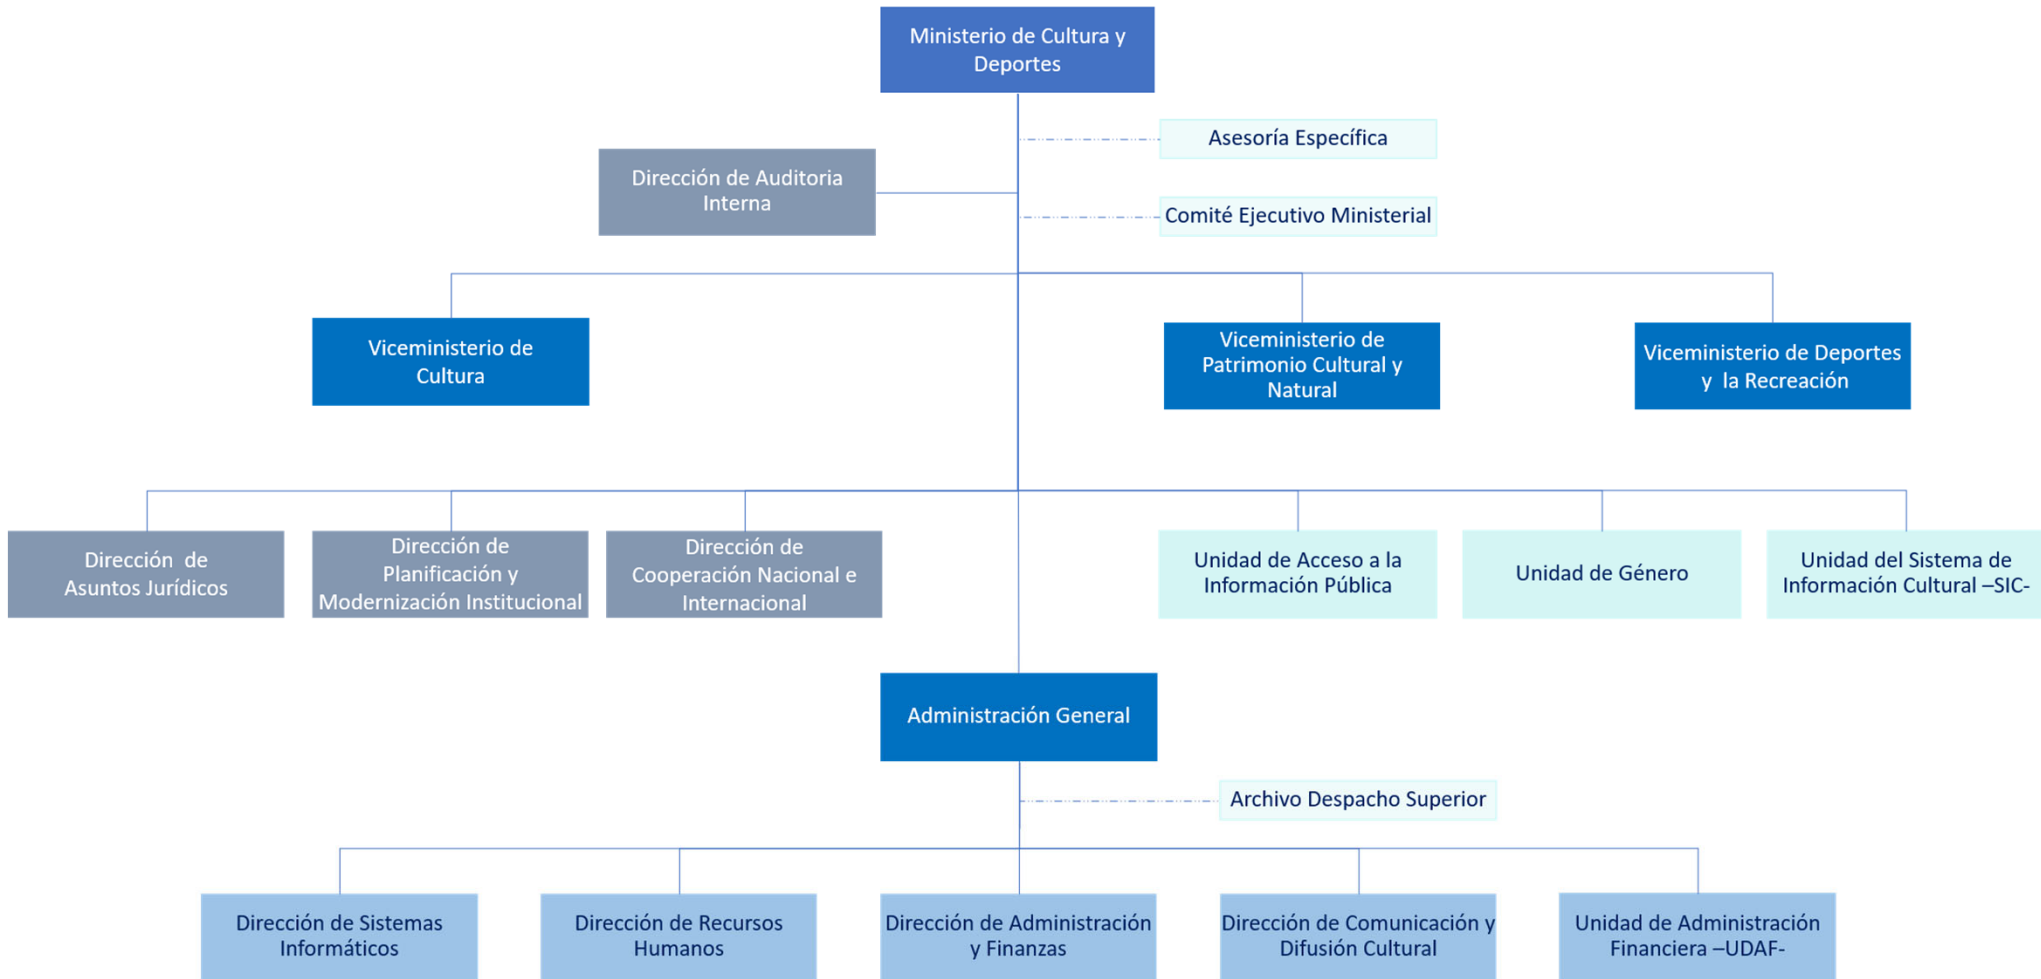 Ministerio de Cultura y
Deportes
Asesoría Específica
Dirección de Auditoria
Interna
Comité Ejecutivo Ministerial
Viceministerio de
Cultura
Viceministerio de
Patrimonio Cultural y
Natural
Viceministerio de Deportes
y la Recreación
Dirección de
Asuntos Jurídicos
Dirección de
Planificación y
Modernización Institucional
Dirección de
Cooperación Nacional e
Internacional
Unidad de Acceso a la
Información Pública
Unidad de Género
Unidad del Sistema de
Información Cultural –SIC-
Administración General
Archivo Despacho Superior
Dirección de Sistemas
Informáticos
Dirección de Recursos
Humanos
Dirección de Administración
y Finanzas
Dirección de Comunicación y
Difusión Cultural
Unidad de Administración
Financiera –UDAF-